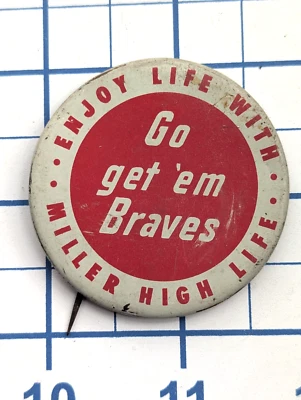 • ENJOY LIFE WITH •
Go
get 'em
Braves
• MILLER HIGH LIFE •
10 11